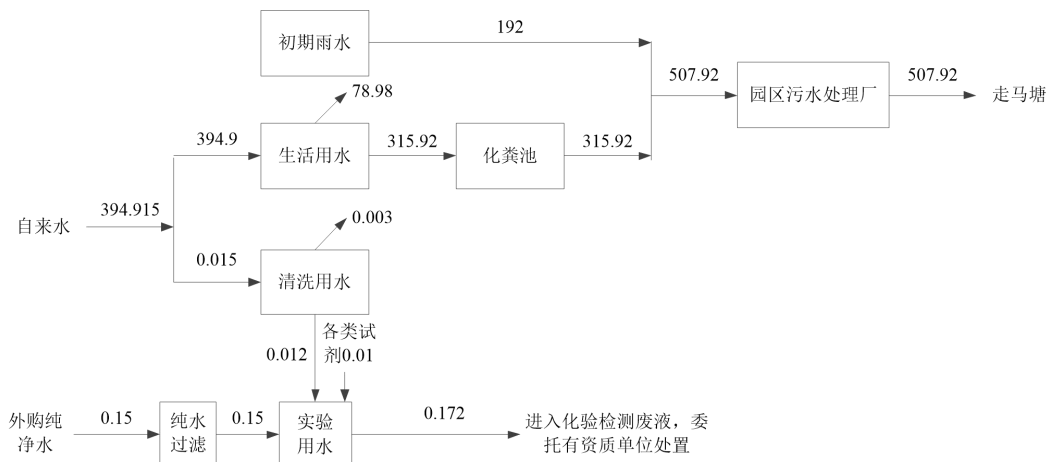 初期雨水
192
78.98
507.92
园区污水处理厂
507.92
走马塘
394.9
生活用水
315.92
化粪池
315.92
自来水
394.915
0.003
0.015
清洗用水
0.012
各类试
剂0.01
外购纯
净水
0.15
纯水
过滤
0.15
实验
用水
0.172
进入化验检测废液，委
托有资质单位处置